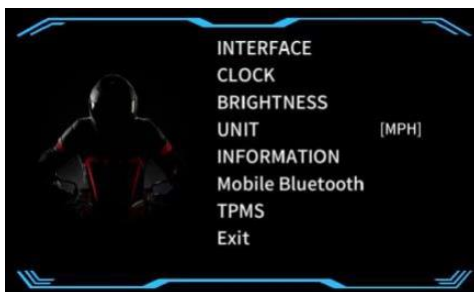 INTERFACE
CLOCK
BRIGHTNESS
UNIT [MPH]
INFORMATION
Mobile Bluetooth
TPMS
Exit